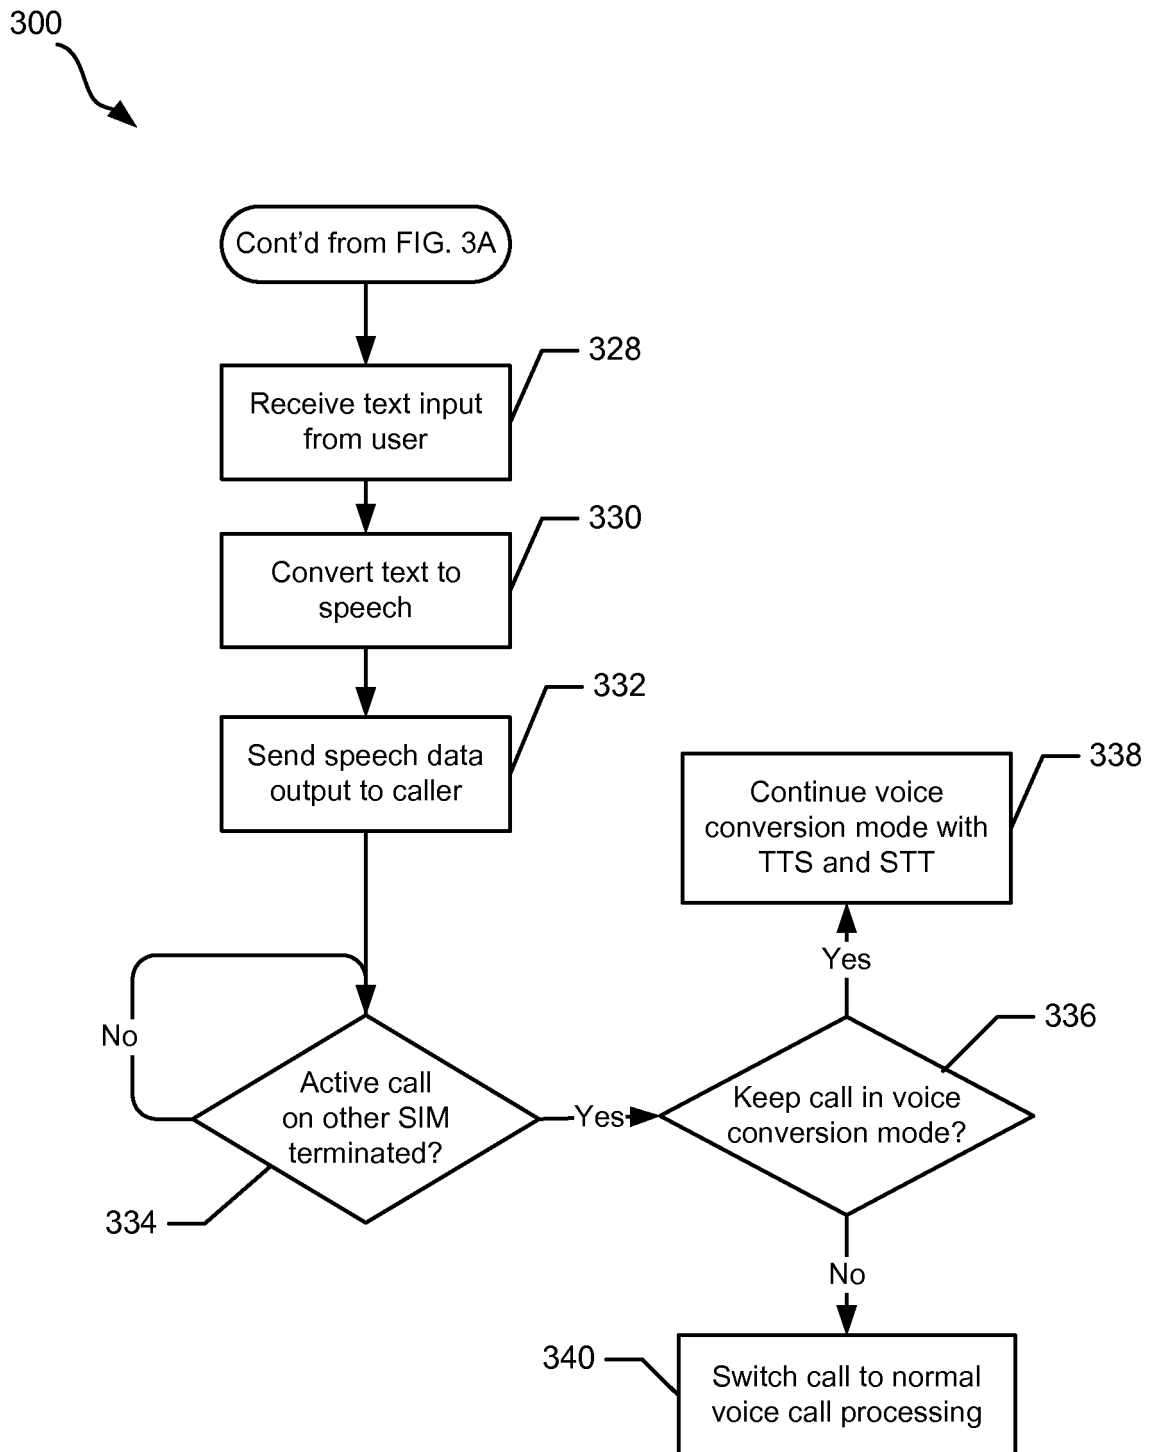 300
Cont’d from FIG. 3A
328
Receive text input
from user
330
Convert text to
speech
332
Send speech data
output to caller
338
Continue voice
conversion mode with
TTS and STT
Yes
336
No
Active call
on other SIM
terminated?
Yes
Keep call in voice
conversion mode?
334
No
340
Switch call to normal
voice call processing